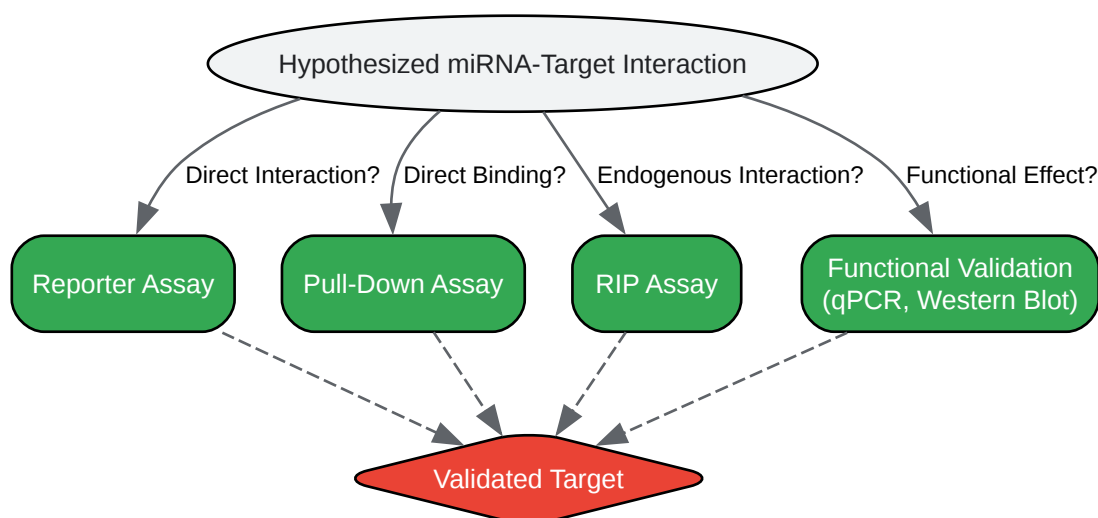 Hypothesized miRNA-Target Interaction
Direct Interaction?
Direct Binding?
Endogenous Interaction?
Functional Effect?
Reporter Assay
Pull-Down Assay
RIP Assay
Functional Validation
(qPCR, Western Blot)
Validated Target